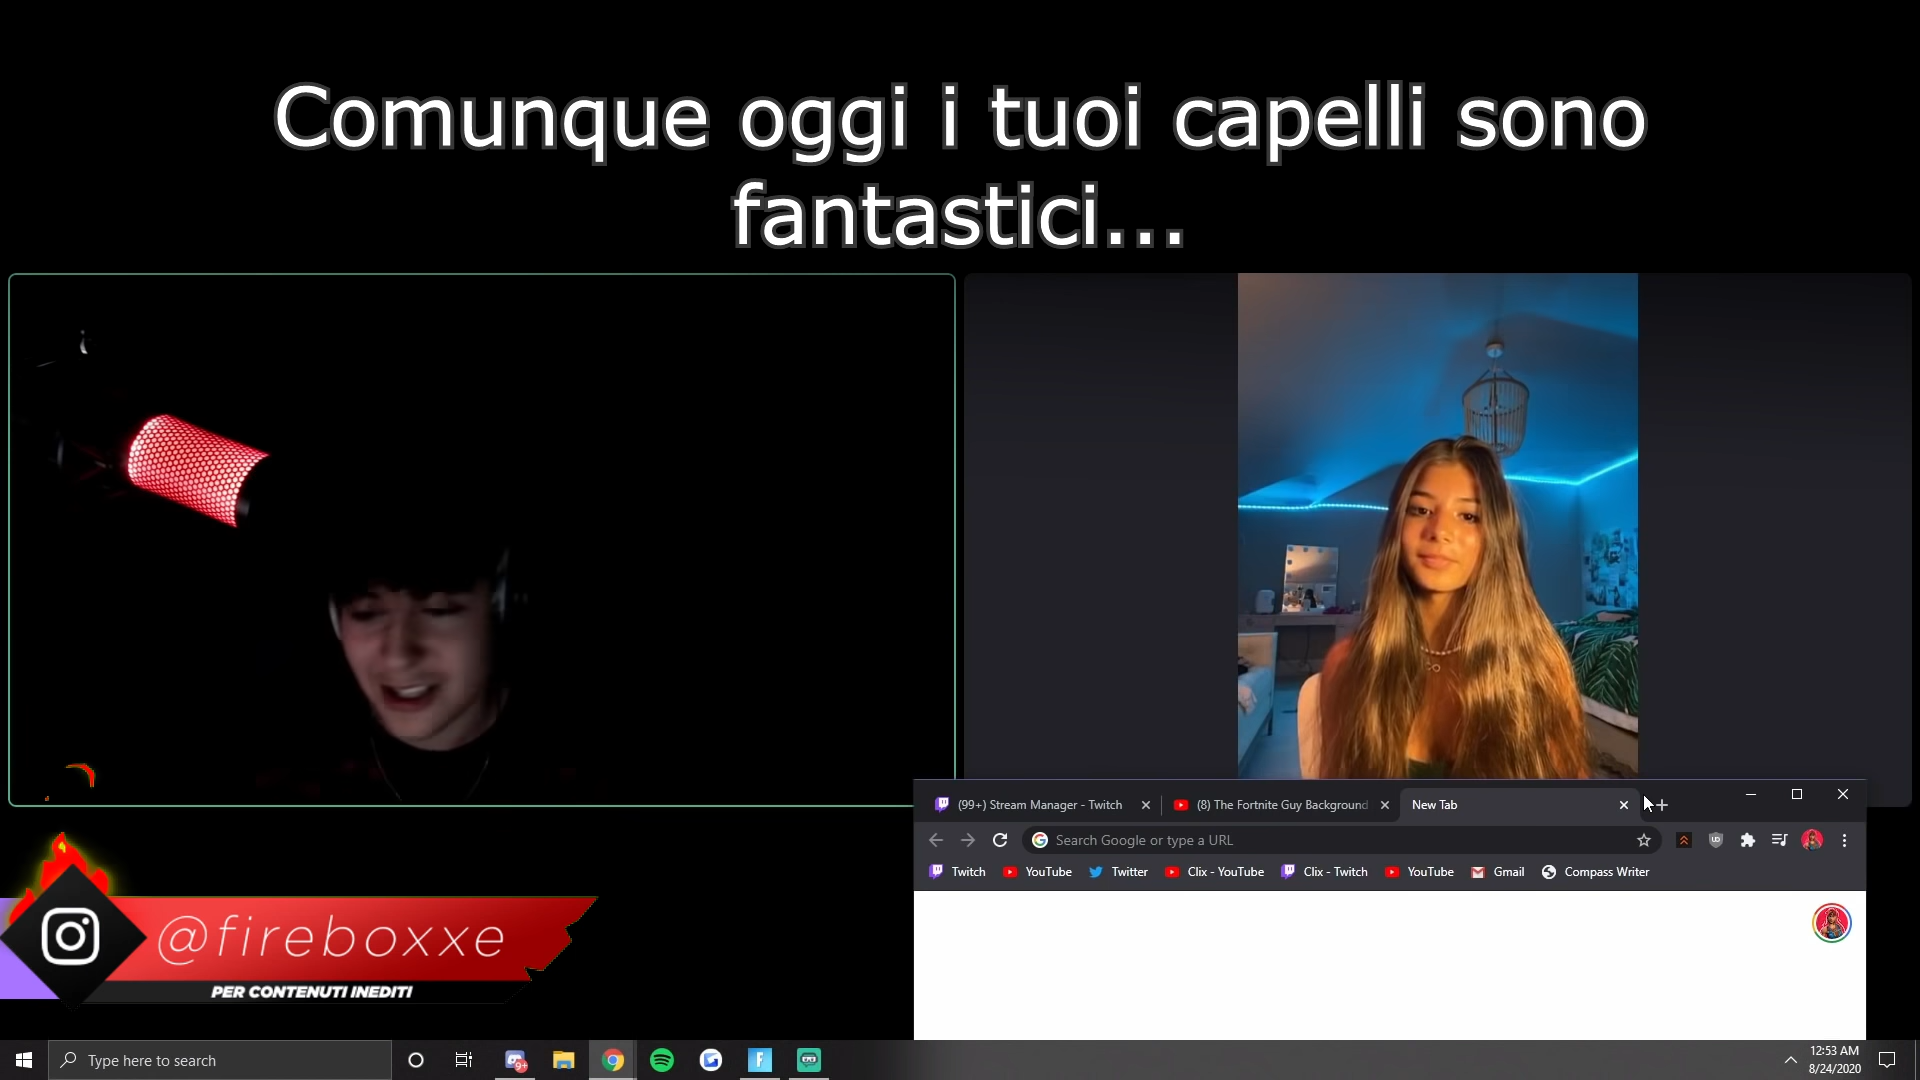 Comunque oggi i tuoi capelli sono
fantastici...
(99+) Stream Manager - Twitch
(8) The Fortnite Guy Background
New Tab
Search Google or type a URL
Twitch YouTube Twitter Clix - YouTube Clix - Twitch YouTube Gmail Compass Writer
@fireboxxe
PER CONTENUTI INEDITI
Type here to search
9+
12:53 AM
8/24/2020